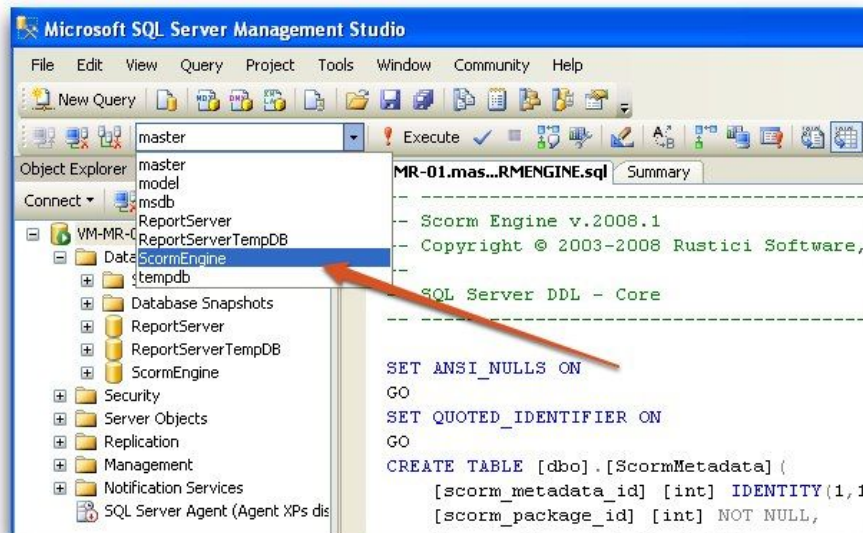 Microsoft SQL Server Management Studio
File Edit View Query Project Tools Window Community Help
New Query
master
Execute
Object Explorer
master
model
msdb
ReportServer
ReportServerTempDB
ScormEngine
tempdb
MR-01.mas...RMENGINE.sql Summary
Connect
VM-MR-0
Data
Database Snapshots
ReportServer
ReportServerTempDB
ScormEngine
Security
Server Objects
Replication
Management
Notification Services
SQL Server Agent (Agent XPs dis
-- Scorm Engine v.2008.1
-- Copyright © 2003-2008 Rustici Software,
--
-- SQL Server DDL - Core
SET ANSI_NULLS ON
GO
SET QUOTED_IDENTIFIER ON
GO
CREATE TABLE [dbo].[ScormMetadata](
[scorm_metadata_id] [int] IDENTITY(1,1
[scorm_package_id] [int] NOT NULL,